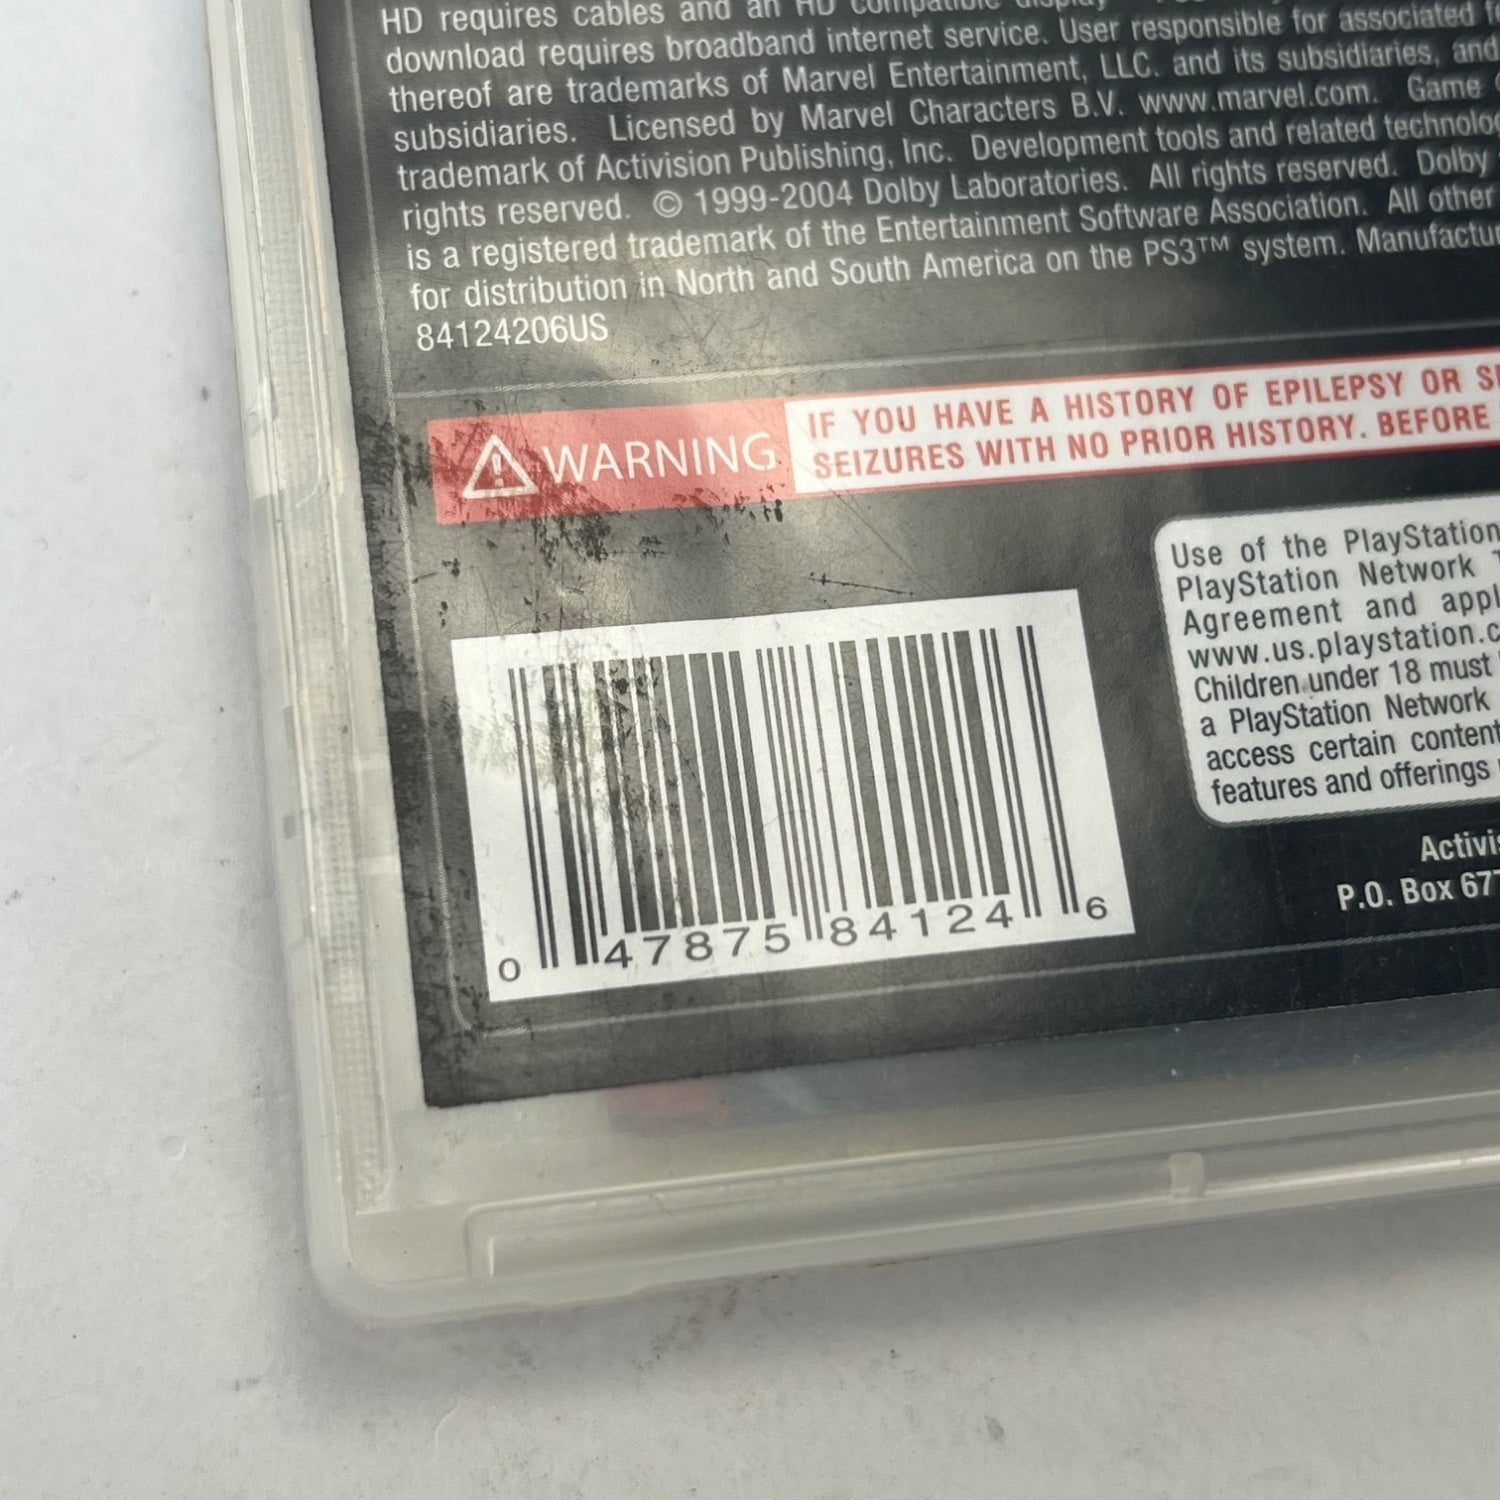 HD requires cables and an HD compatible display
download requires broadband internet service. User responsible for associated
thereof are trademarks of Marvel Entertainment, LLC. and its subsidiaries, and
subsidiaries. Licensed by Marvel Characters B.V. www.marvel.com. Game
trademark of Activision Publishing, Inc. Development tools and related
rights reserved. © 1999-2004 Dolby Laboratories. All rights reserved. Dolby
is a registered trademark of the Entertainment Software Association. All other
for distribution in North and South America on the PS3™ system.
84124206US
WARNING
IF YOU HAVE A HISTORY OF EPILEPSY OR
SEIZURES WITH NO PRIOR HISTORY. BEFORE
Use of the PlayStation
PlayStation Network
Agreement and
www.us.playstation.c
Children under 18 must
a PlayStation Network
access certain content
features and offerings
Activis
P.O. Box 677
0 47875 84124 6